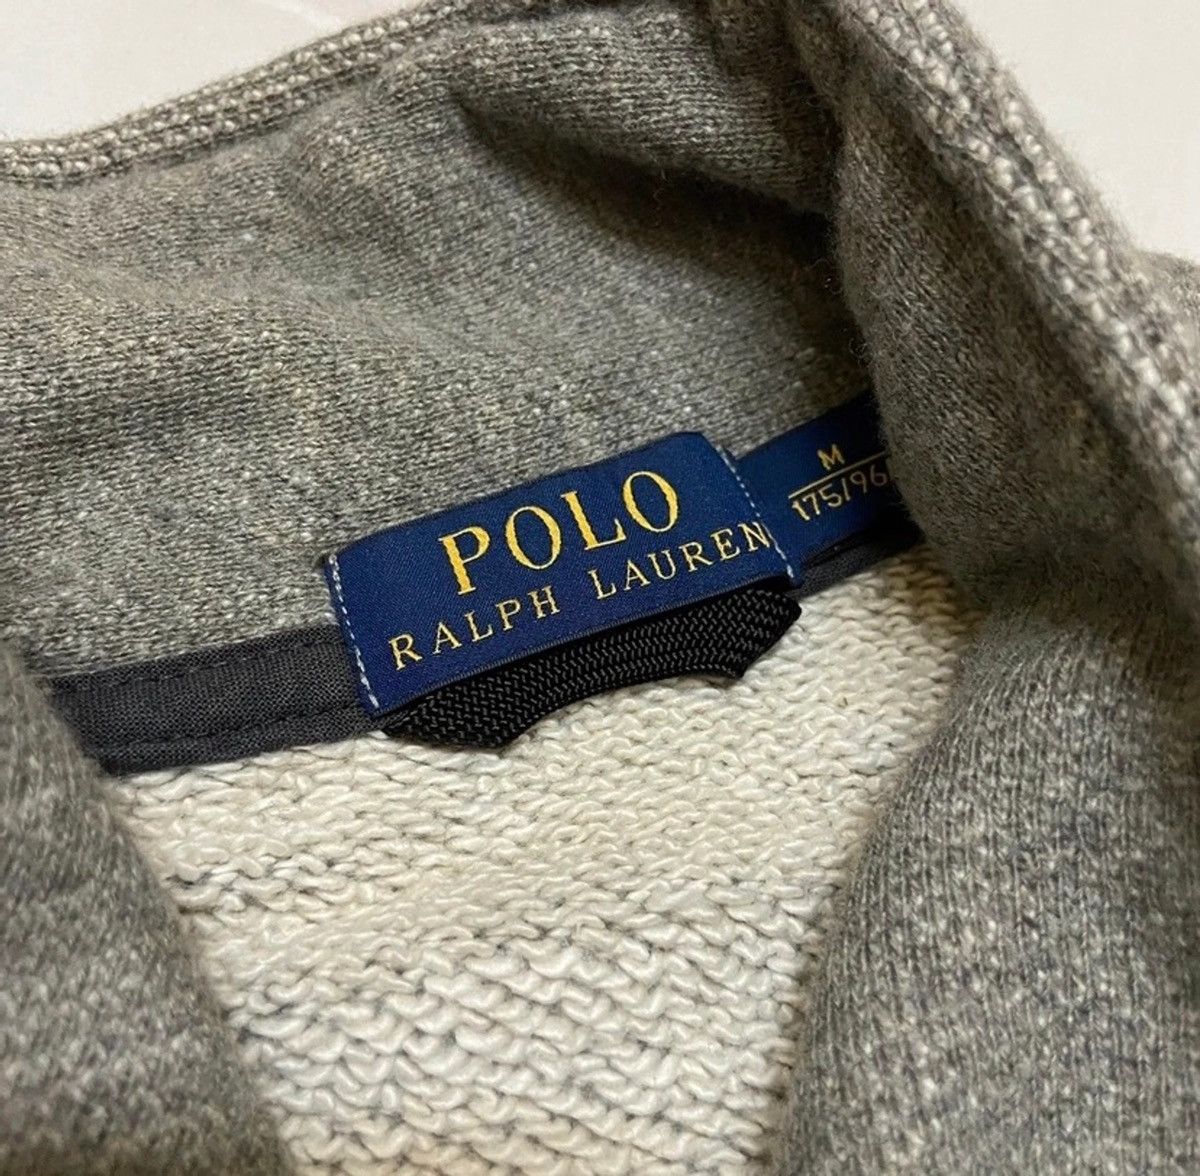 POLO
RALPH LAUREN
M
175/96